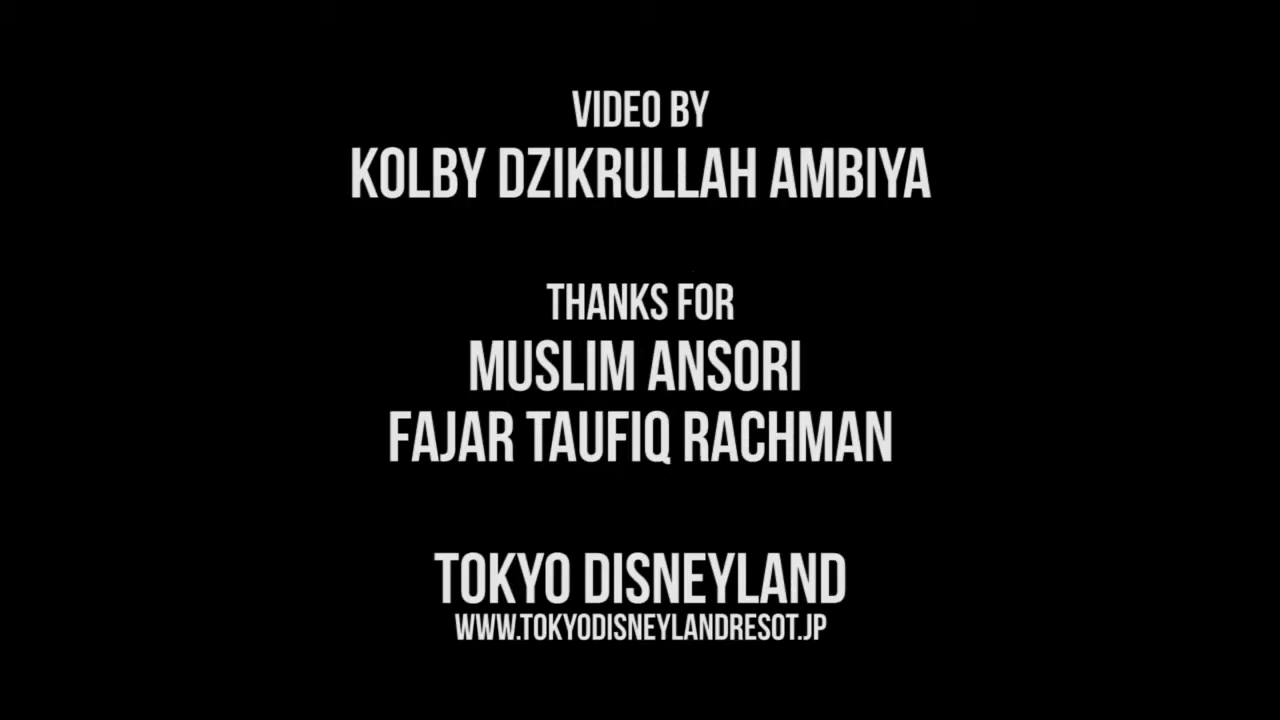 VIDEO BY
KOLBY DZIKRULLAH AMBIYA
THANKS FOR
MUSLIM ANSORI
FAJAR TAUFIQ RACHMAN
TOKYO DISNEYLAND
WWW.TOKYODISNEYLANDRESOT.JP